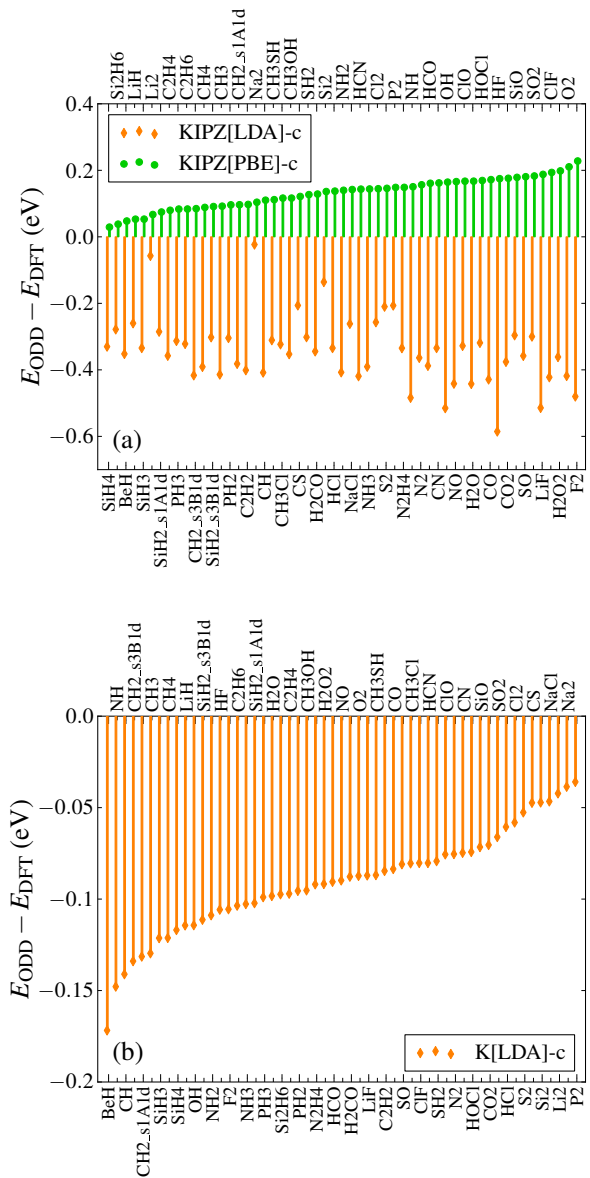 Si2H6 LiH Li2 C2H4 C2H6 CH4 CH3 CH2_s1A1d Na2 CH3SH CH3OH SH2 Si2 NH2 HCN Cl2 P2 NH HCO OH ClO HOCl HF SiO SO2 ClF O2
0.4
KIPZ[LDA]-c
KIPZ[PBE]-c
0.2
0.0
−0.2
−0.4
−0.6
E_ODD − E_DFT (eV)
(a)
SiH4 BeH SiH3 SiH2_s1A1d PH3 CH2_s3B1d SiH2_s3B1d PH2 C2H2 CH CH3Cl CS H2CO HCl NaCl NH3 S2 N2H4 N2 CN NO H2O CO CO2 SO LiF H2O2 F2
NH CH2_s3B1d CH3 CH4 LiH SiH2_s3B1d HF C2H6 SiH2_s1A1d H2O C2H4 CH3OH H2O2 NO O2 CH3SH CO CH3Cl HCN ClO CN SiO SO2 Cl2 CS NaCl Na2
0.0
−0.05
−0.1
−0.15
−0.2
E_ODD − E_DFT (eV)
(b)
K[LDA]-c
BeH CH CH2_s1A1d SiH3 SiH4 OH NH2 F2 NH3 PH3 Si2H6 PH2 N2H4 HCO H2CO LiF C2H2 SO ClF SH2 N2 HOCl CO2 HCl S2 Si2 Li2 P2